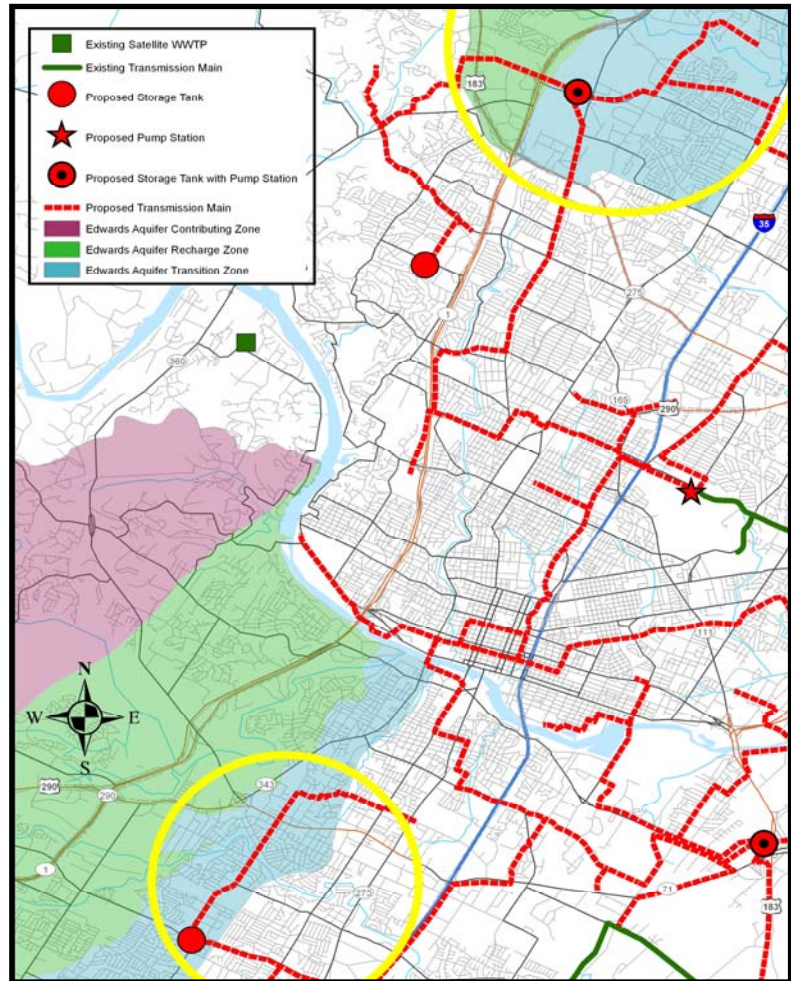 Existing Satellite WWTP
Existing Transmission Main
Proposed Storage Tank
Proposed Pump Station
Proposed Storage Tank with Pump Station
Proposed Transmission Main
Edwards Aquifer Contributing Zone
Edwards Aquifer Recharge Zone
Edwards Aquifer Transition Zone
183
35
275
1
360
169
290
111
N
W E
S
343
290
290
1
275
71
183